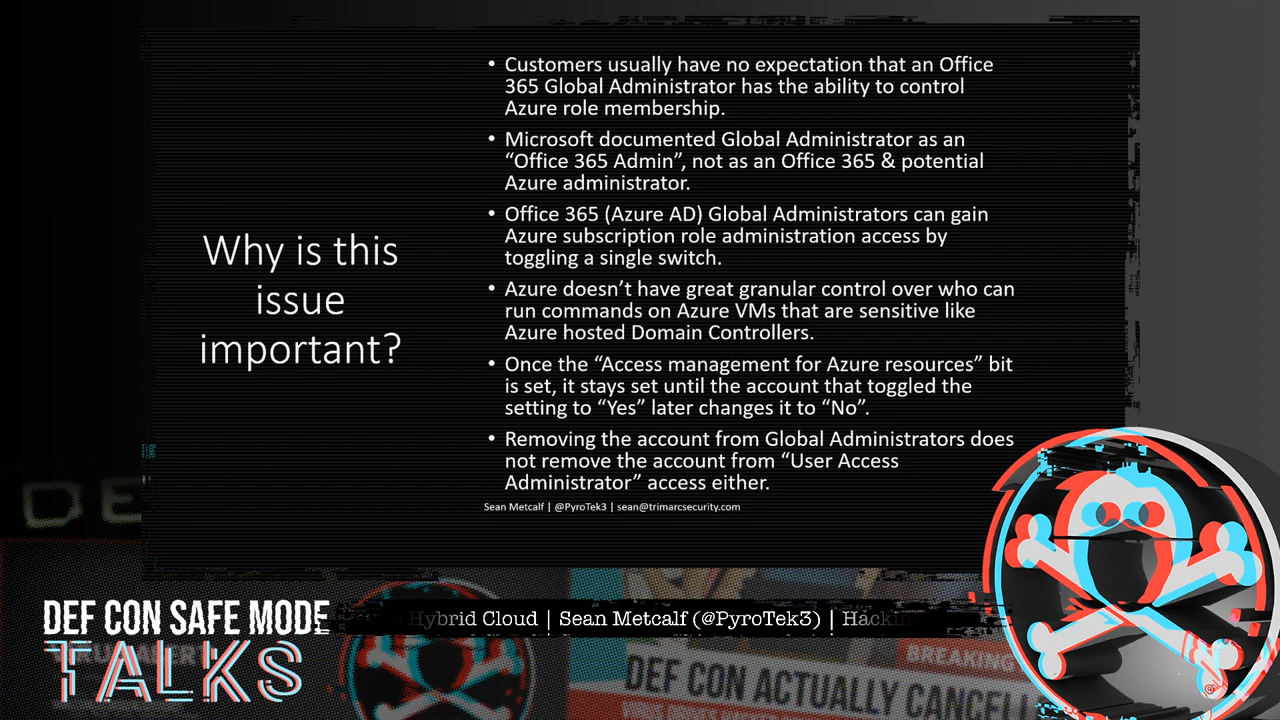 Why is this
issue
important?
• Customers usually have no expectation that an Office
365 Global Administrator has the ability to control
Azure role membership.
• Microsoft documented Global Administrator as an
“Office 365 Admin”, not as an Office 365 & potential
Azure administrator.
• Office 365 (Azure AD) Global Administrators can gain
Azure subscription role administration access by
toggling a single switch.
• Azure doesn’t have great granular control over who can
run commands on Azure VMs that are sensitive like
Azure hosted Domain Controllers.
• Once the “Access management for Azure resources” bit
is set, it stays set until the account that toggled the
setting to “Yes” later changes it to “No”.
• Removing the account from Global Administrators does
not remove the account from “User Access
Administrator” access either.
Sean Metcalf | @PyroTek3 | sean@trimarcsecurity.com
DEF CON SAFE MODE
TALKS
Hybrid Cloud | Sean Metcalf (@PyroTek3) |
BREAKING
DEF CON ACTUALLY